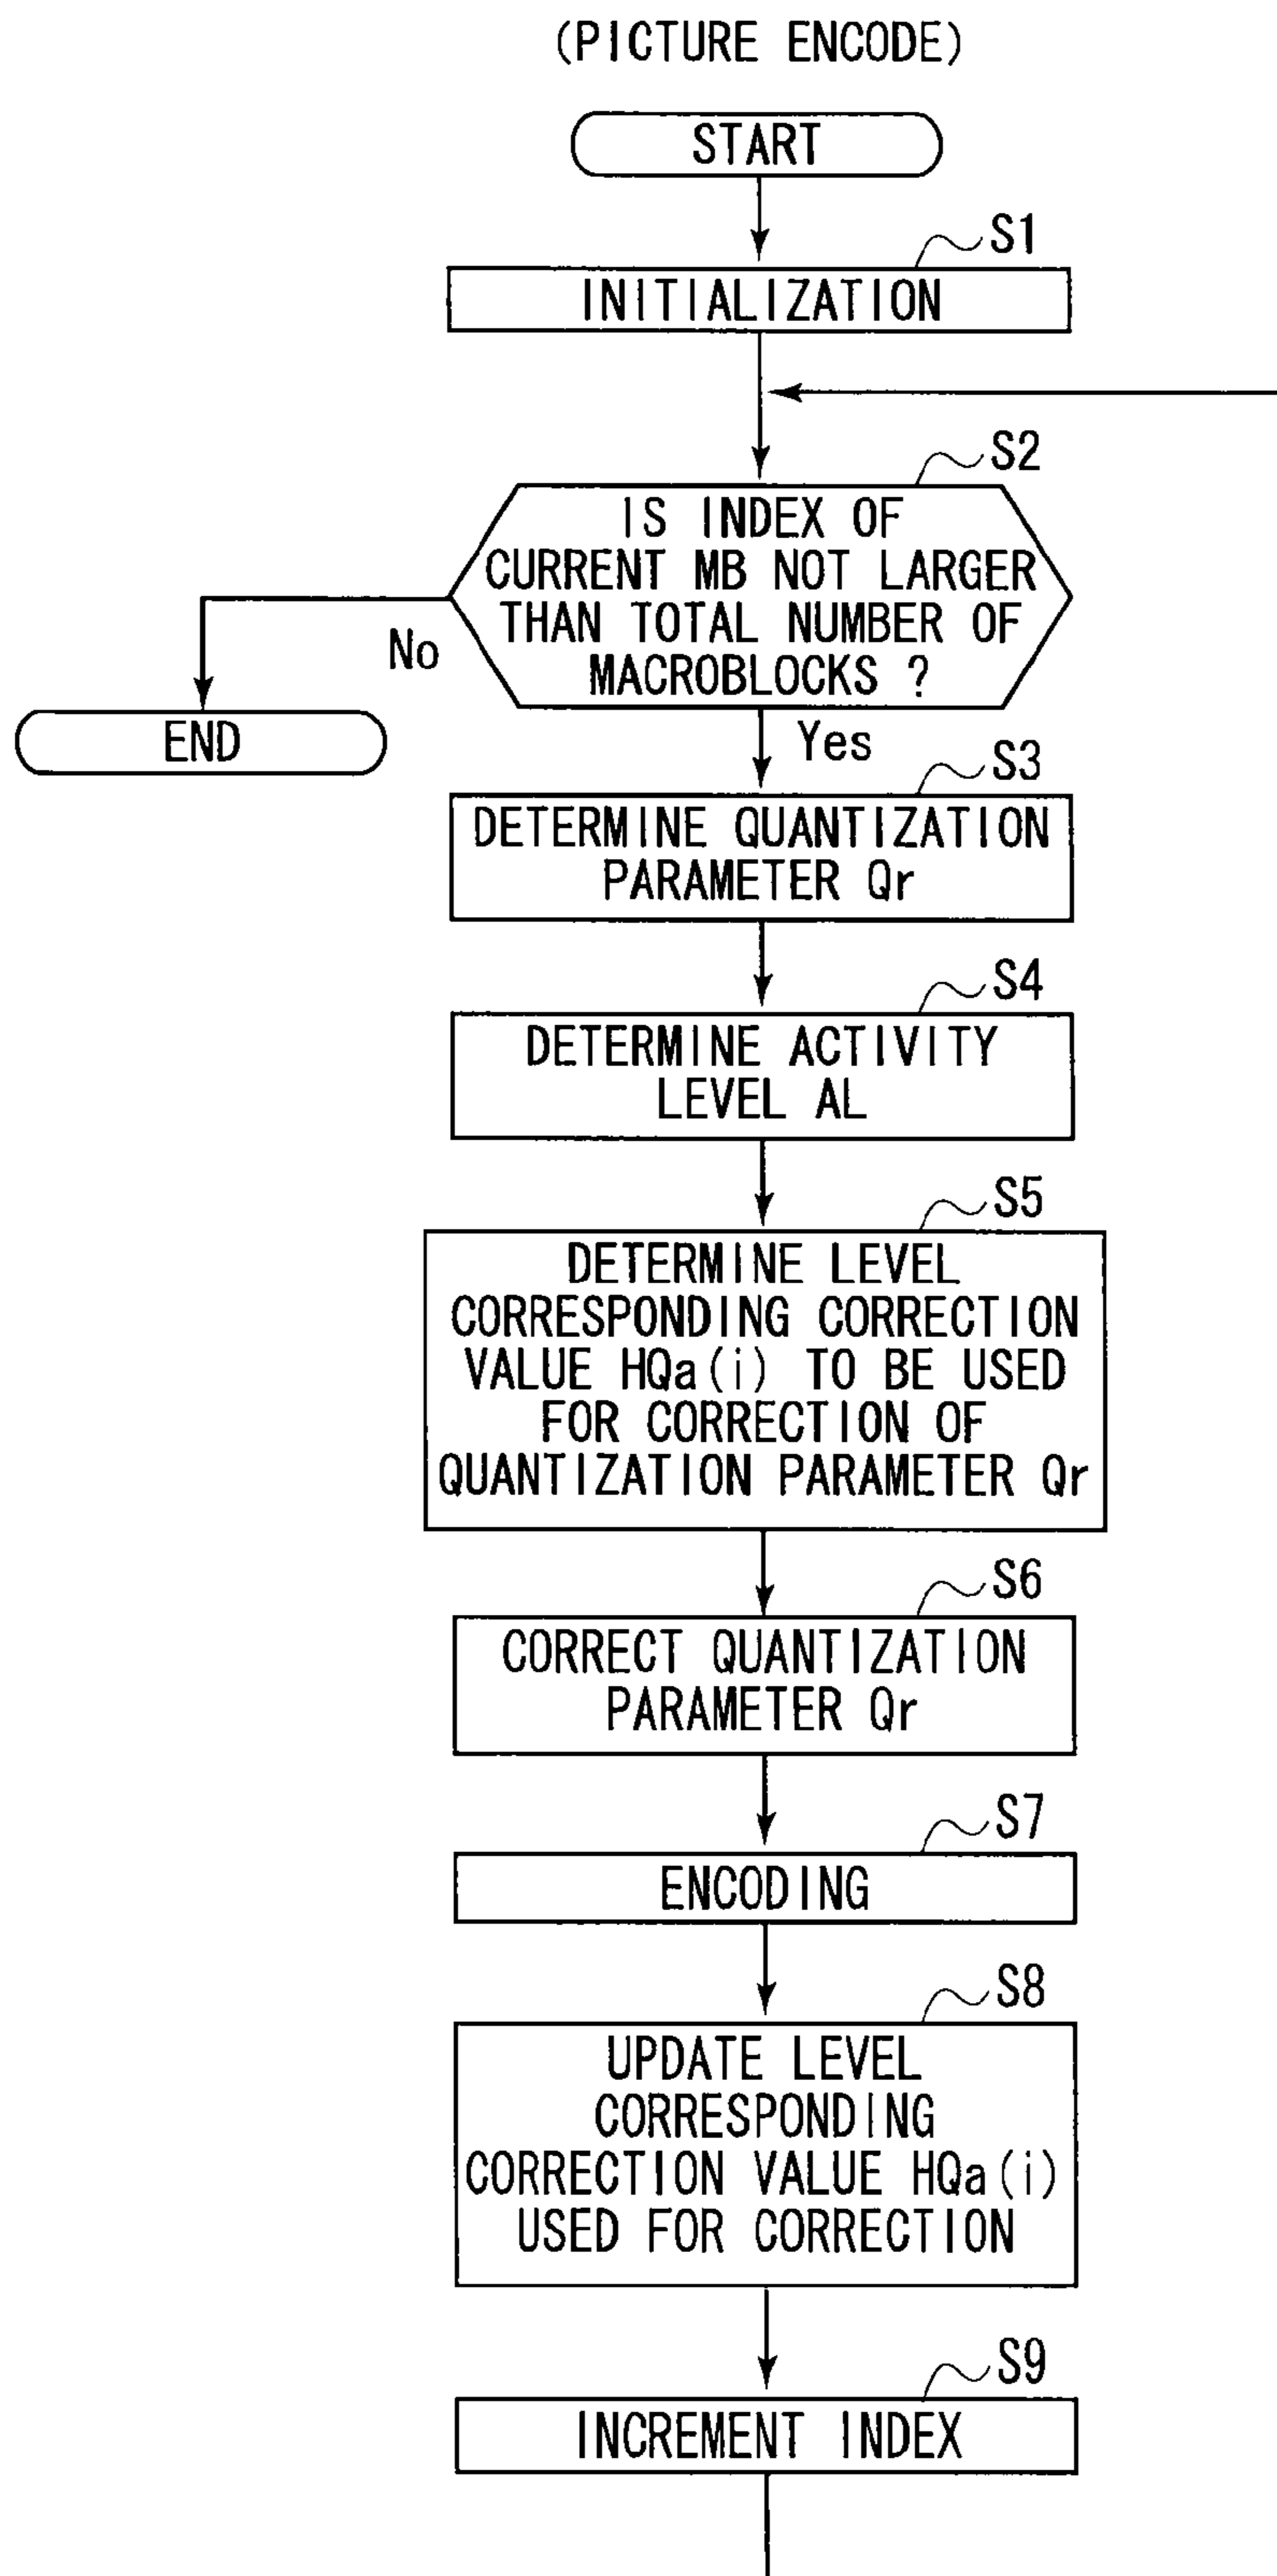 (PICTURE ENCODE)
START
S1
INITIALIZATION
S2
IS INDEX OF
CURRENT MB NOT LARGER
THAN TOTAL NUMBER OF
MACROBLOCKS ?
No
END
Yes
S3
DETERMINE QUANTIZATION
PARAMETER Qr
S4
DETERMINE ACTIVITY
LEVEL AL
S5
DETERMINE LEVEL
CORRESPONDING CORRECTION
VALUE HQa(i) TO BE USED
FOR CORRECTION OF
QUANTIZATION PARAMETER Qr
S6
CORRECT QUANTIZATION
PARAMETER Qr
S7
ENCODING
S8
UPDATE LEVEL
CORRESPONDING
CORRECTION VALUE HQa(i)
USED FOR CORRECTION
S9
INCREMENT INDEX